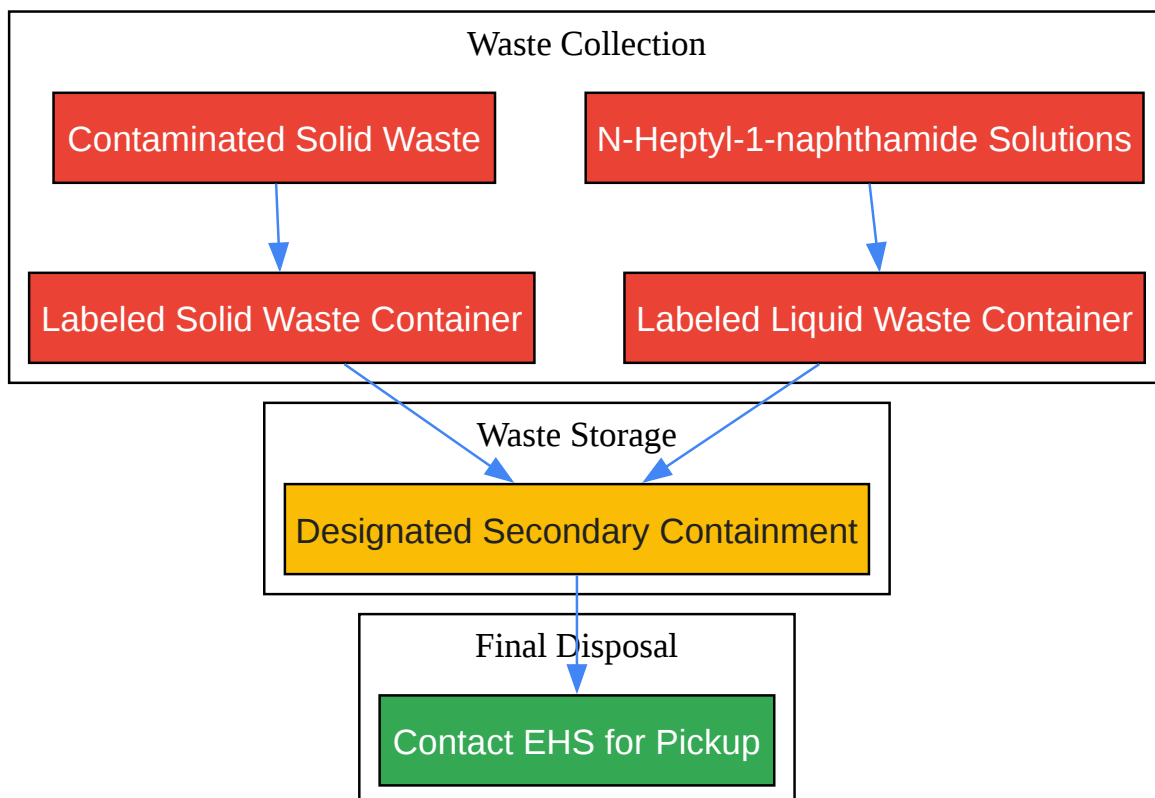 Waste Collection
Contaminated Solid Waste
N-Heptyl-1-naphthamide Solutions
Labeled Solid Waste Container
Labeled Liquid Waste Container
Waste Storage
Designated Secondary Containment
Final Disposal
Contact EHS for Pickup